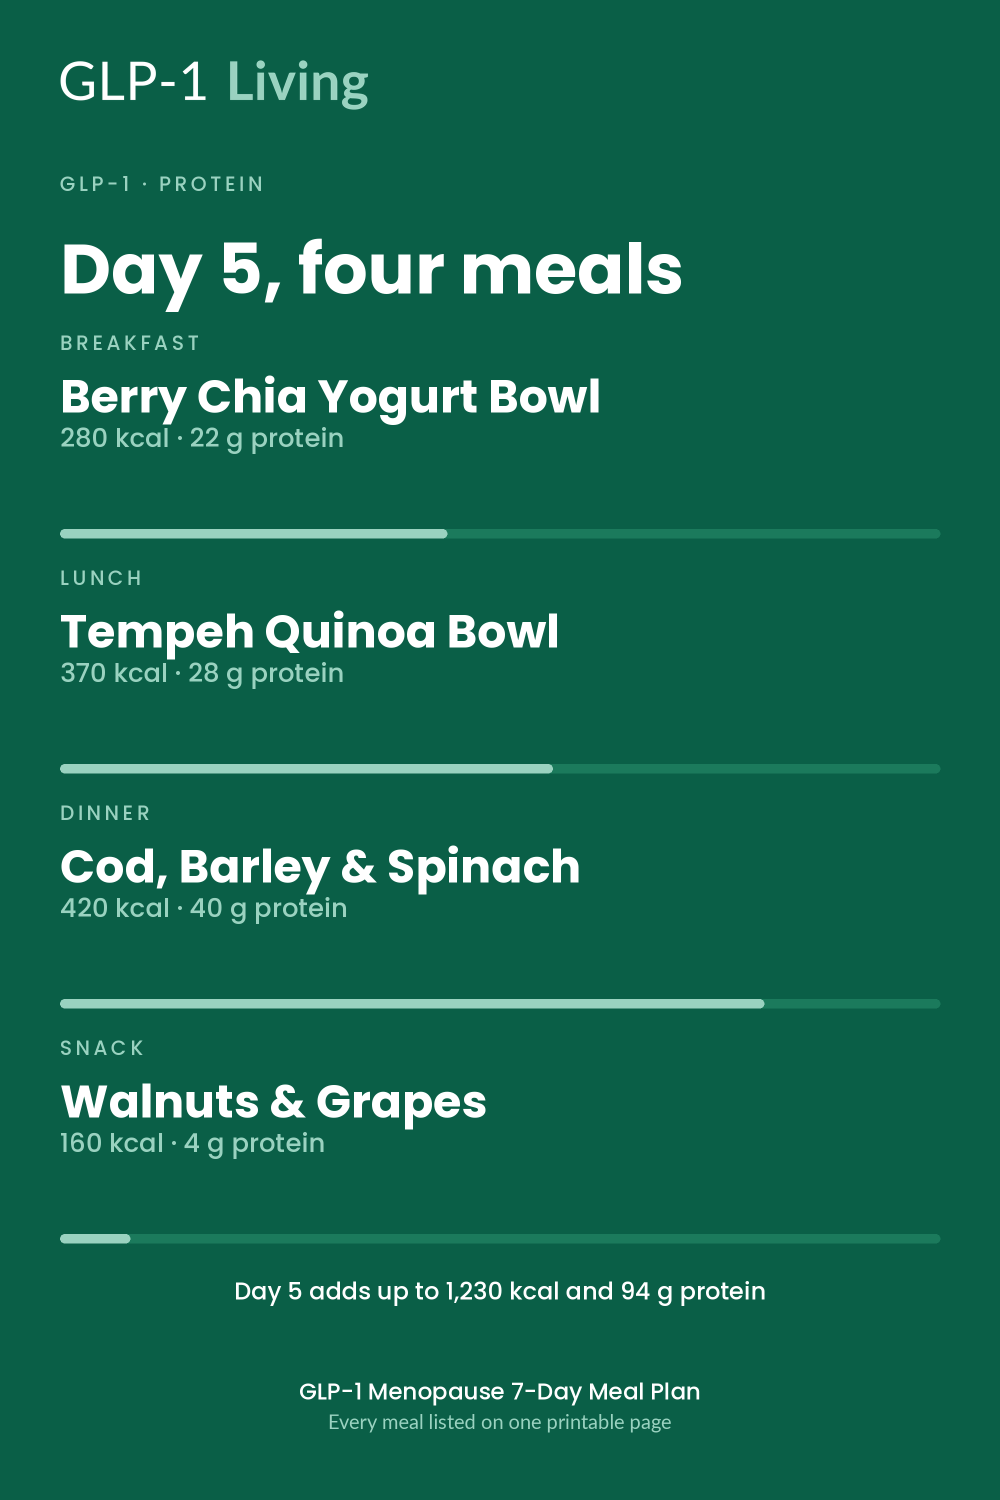 GLP-1 Living
GLP-1 · PROTEIN
Day 5, four meals
BREAKFAST
Berry Chia Yogurt Bowl
280 kcal · 22 g protein
LUNCH
Tempeh Quinoa Bowl
370 kcal · 28 g protein
DINNER
Cod, Barley & Spinach
420 kcal · 40 g protein
SNACK
Walnuts & Grapes
160 kcal · 4 g protein
Day 5 adds up to 1,230 kcal and 94 g protein
GLP-1 Menopause 7-Day Meal Plan
Every meal listed on one printable page